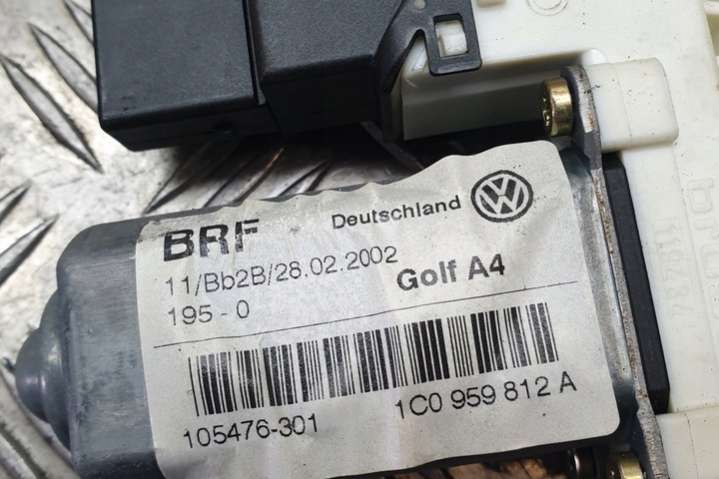 BRF Deutschland
11/Bb2B/28.02.2002
Golf A4
195 - 0
105476-301
1C0 959 812 A